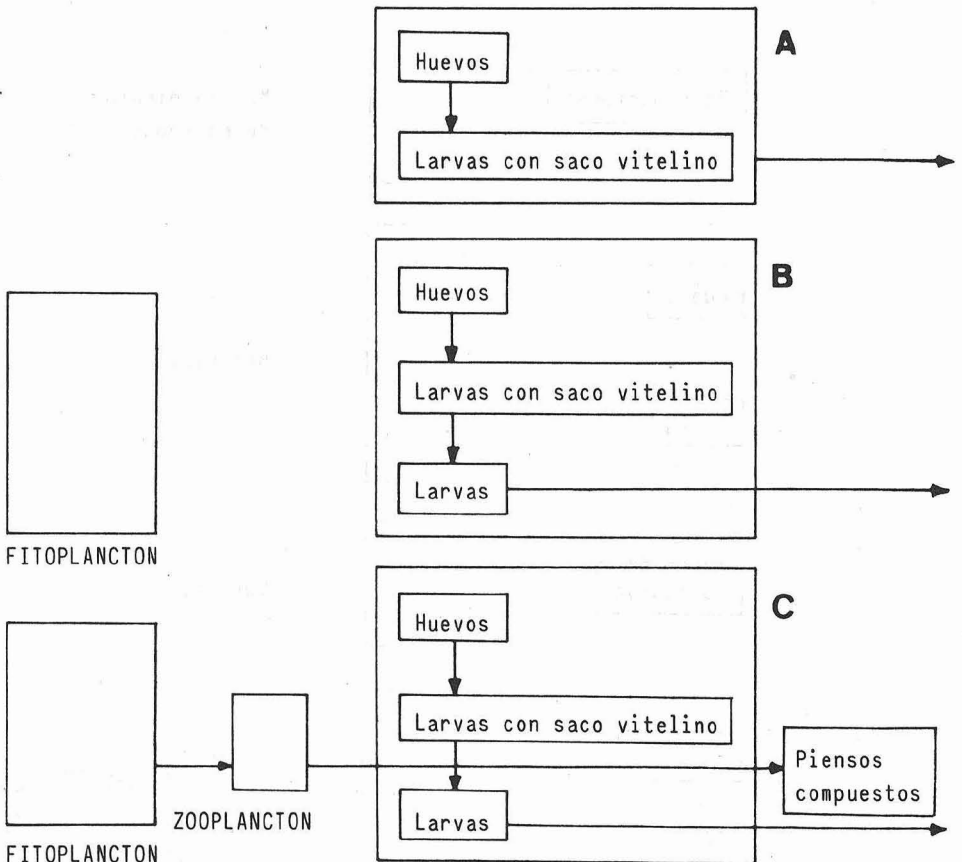 A
Huevos
Larvas con saco vitelino
B
Huevos
Larvas con saco vitelino
Larvas
FITOPLANCTON
C
Huevos
Larvas con saco vitelino
Piensos
compuestos
ZOOPLANCTON
Larvas
FITOPLANCTON